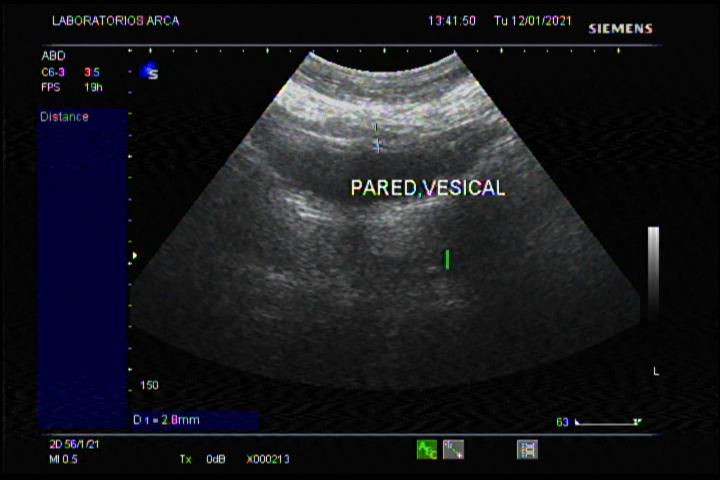 LABORATORIOS ARCA
13:41:50 Tu 12/01/2021 SIEMENS
ABD
C6-3 3.5
FPS 19h
S
Distance
PARED,VESICAL
L
150
D 1 = 2.8mm
63
2D 56/1/21
MI 0.5 Tx 0dB X000213